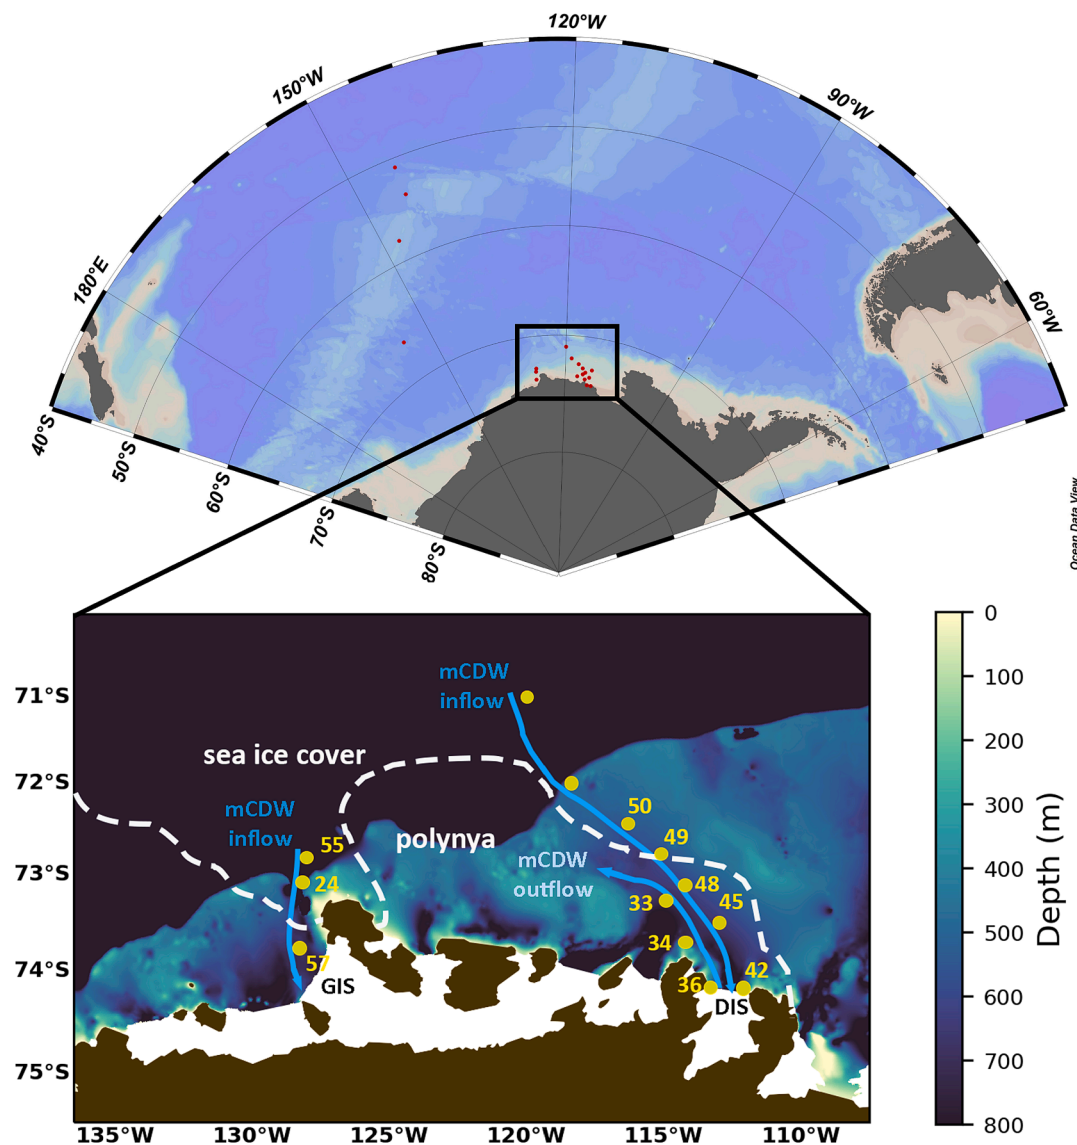 120°W
150°W
90°W
180°E
60°W
40°S
50°S
60°S
70°S
80°S
Ocean Data View
0
100
200
300
400
500
600
700
800
Depth (m)
71°S
72°S
73°S
74°S
75°S
135°W
130°W
125°W
120°W
115°W
110°W
mCDW
inflow
sea ice cover
mCDW
inflow
polynya
mCDW
outflow
50
49
55
24
48
33
45
34
57
36
42
GIS
DIS